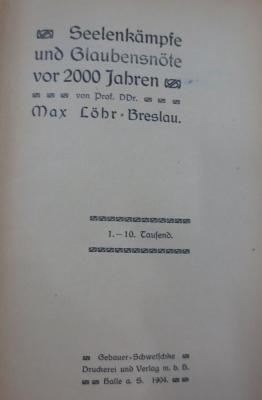 Seelenkämpfe
und Glaubensnöte
vor 2000 Jahren
von Prof. DDr.
Max Löhr · Breslau.
1. – 10. Tausend.
Gebauer-Schwetschke
Druckerei und Verlag m. b. H.
Halle a. S. 1904.